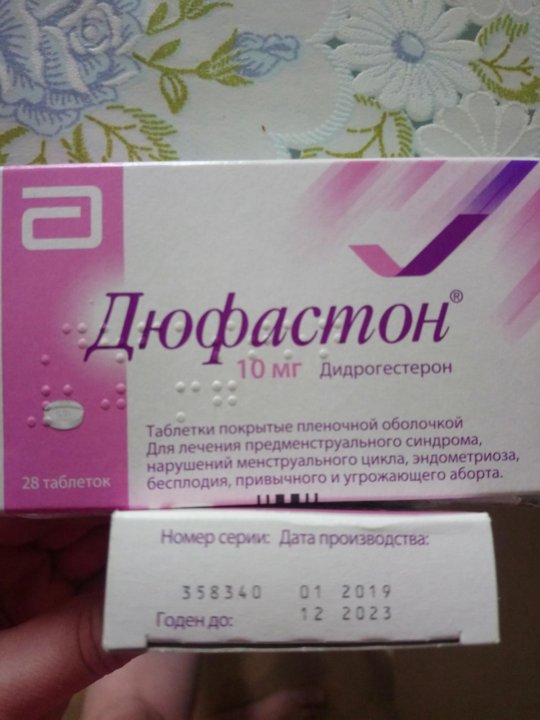 Дюфастон®
10 мг Дидрогестерон
Таблетки покрытые пленочной оболочкой
Для лечения предменструального синдрома,
нарушений менструального цикла, эндометриоза,
бесплодия, привычного и угрожающего аборта.
28 таблеток
Номер серии: Дата производства:
358340 01 2019
Годен до: 12 2023